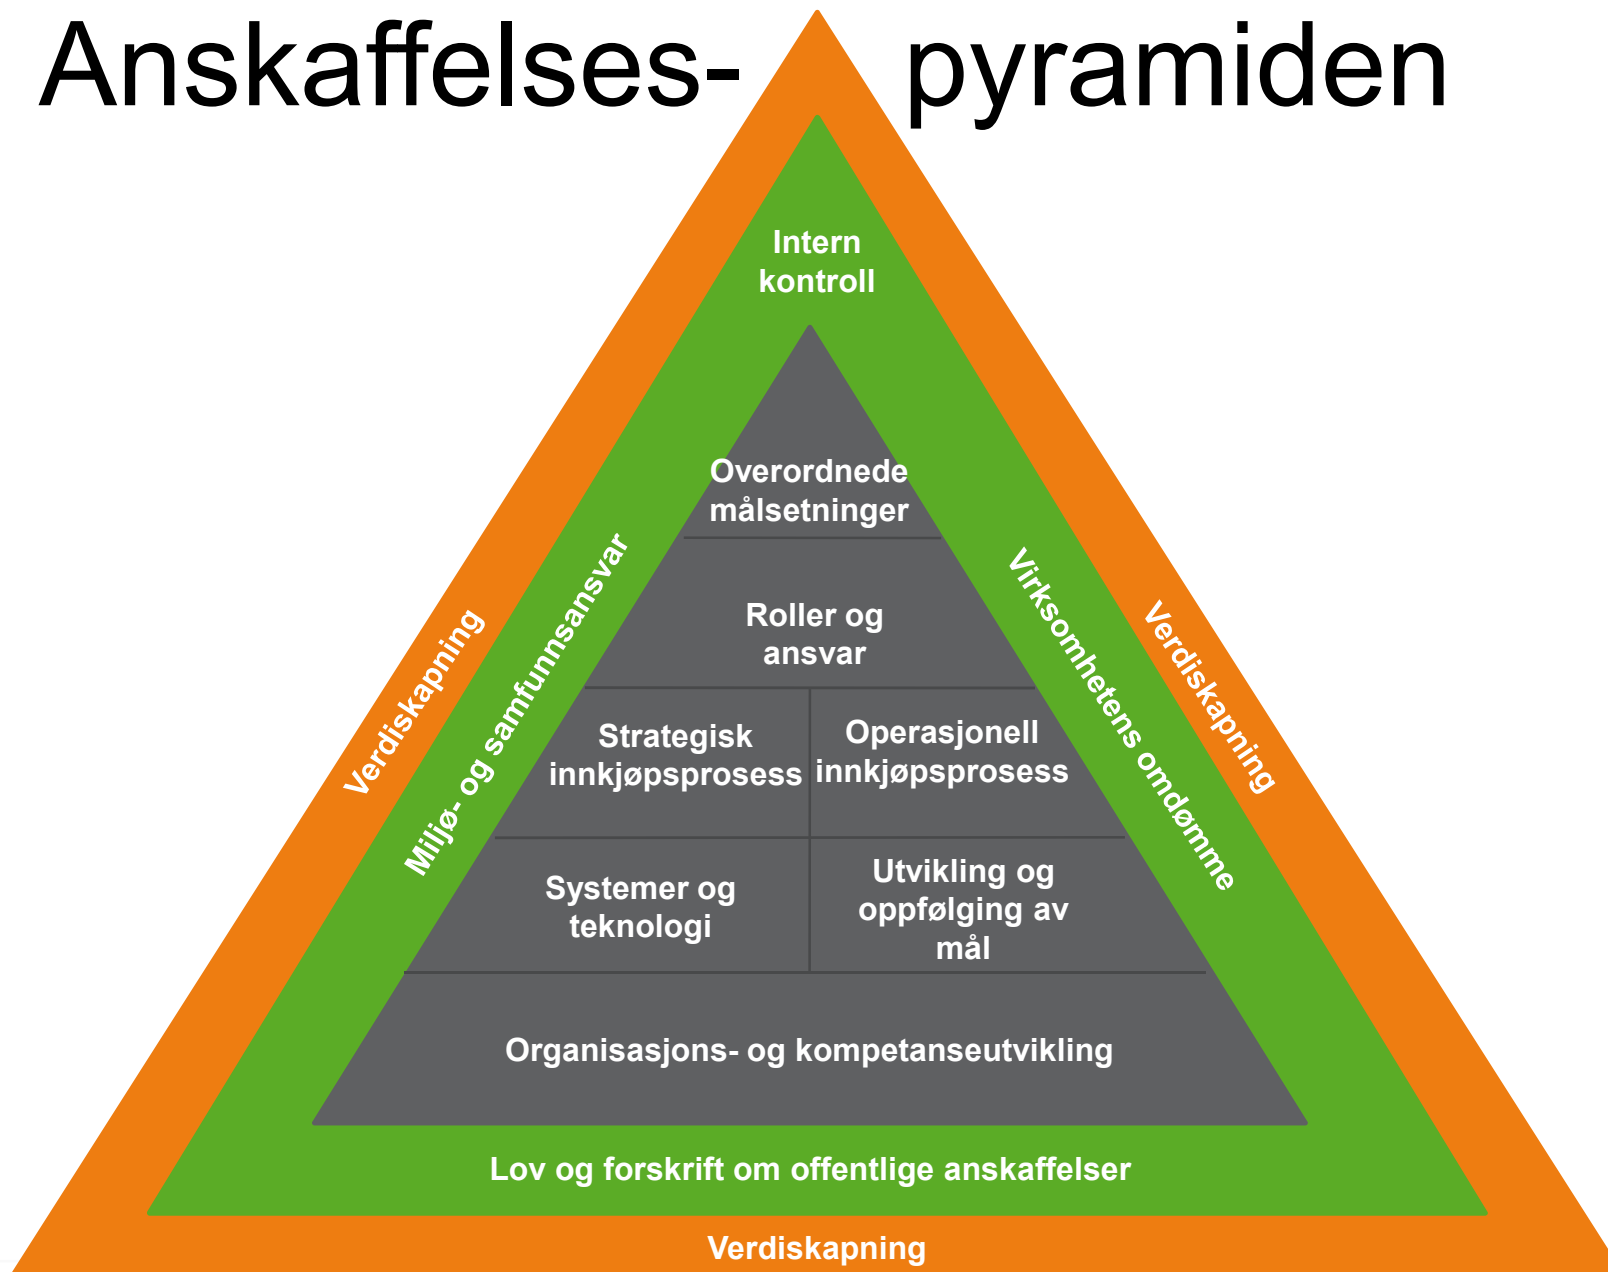 Anskaffelses- pyramiden
Intern
kontroll
Overordnede
målsetninger
Roller og
ansvar
Strategisk
innkjøpsprosess
Operasjonell
innkjøpsprosess
Systemer og
teknologi
Utvikling og
oppfølging av
mål
Organisasjons- og kompetanseutvikling
Miljø- og samfunnsansvar
Virksomhetens omdømme
Lov og forskrift om offentlige anskaffelser
Verdiskapning
Verdiskapning
Verdiskapning